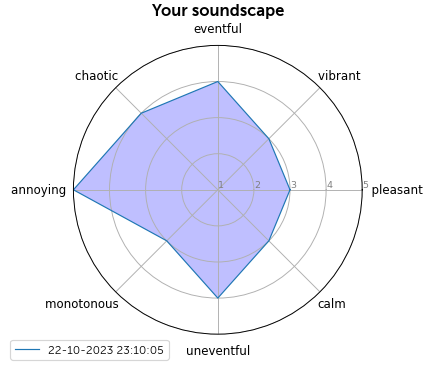 Your soundscape
eventful
chaotic vibrant
annoying 1 2 3 4 5 pleasant
monotonous calm
uneventful
22-10-2023 23:10:05